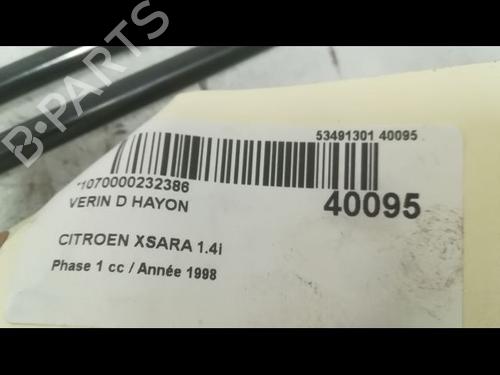 B-PARTS
53491301 40095
*1070000232386
VERIN D HAYON
40095
CITROEN XSARA 1.4i
Phase 1 cc / Année 1998